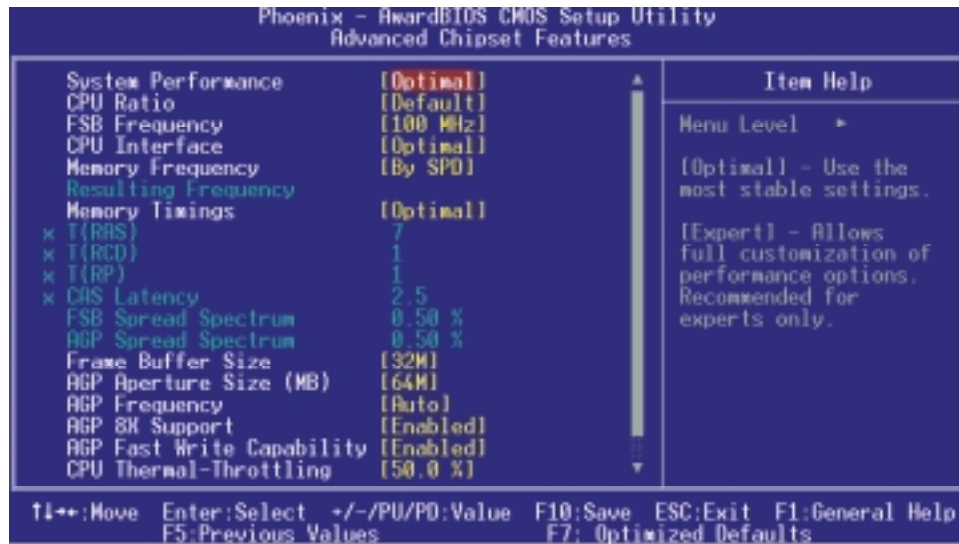 Phoenix - AwardBIOS CMOS Setup Utility
Advanced Chipset Features
System Performance [Optimal]
CPU Ratio [Default]
FSB Frequency [100 MHz]
CPU Interface [Optimal]
Memory Frequency [By SPD]
Resulting Frequency
Memory Timings [Optimal]
x T(RAS) 7
x T(RCD) 1
x T(RP) 1
x CAS Latency 2.5
FSB Spread Spectrum 0.50 %
AGP Spread Spectrum 0.50 %
Frame Buffer Size [32M]
AGP Aperture Size (MB) [64M]
AGP Frequency [Auto]
AGP 8X Support [Enabled]
AGP Fast Write Capability [Enabled]
CPU Thermal-Throttling [50.0 %]
Item Help
Menu Level ►
[Optimal] - Use the
most stable settings.
[Expert] - Allows
full customization of
performance options.
Recommended for
experts only.
↑↓→←:Move Enter:Select +/-/PU/PD:Value F10:Save ESC:Exit F1:General Help
F5:Previous Values F7: Optimized Defaults